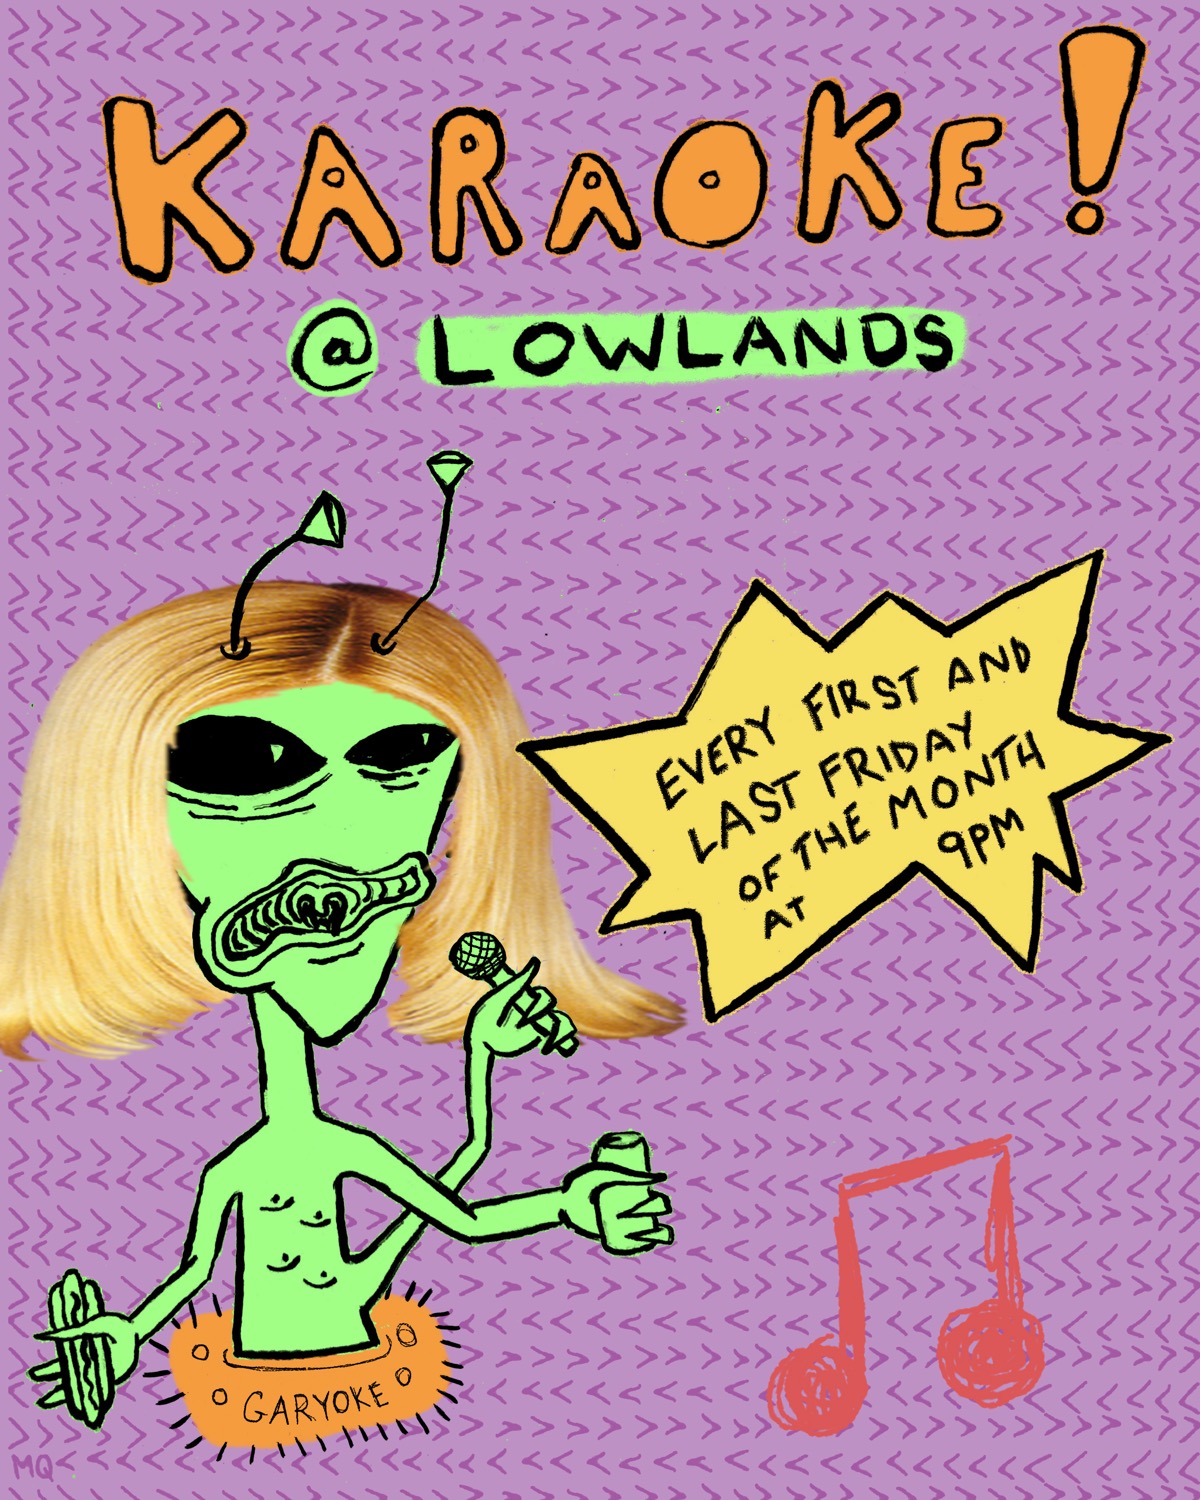 KARAOKE!
@ LOWLANDS
EVERY FIRST AND
LAST FRIDAY
OF THE MONTH
AT 9PM
GARYOKE
MQ